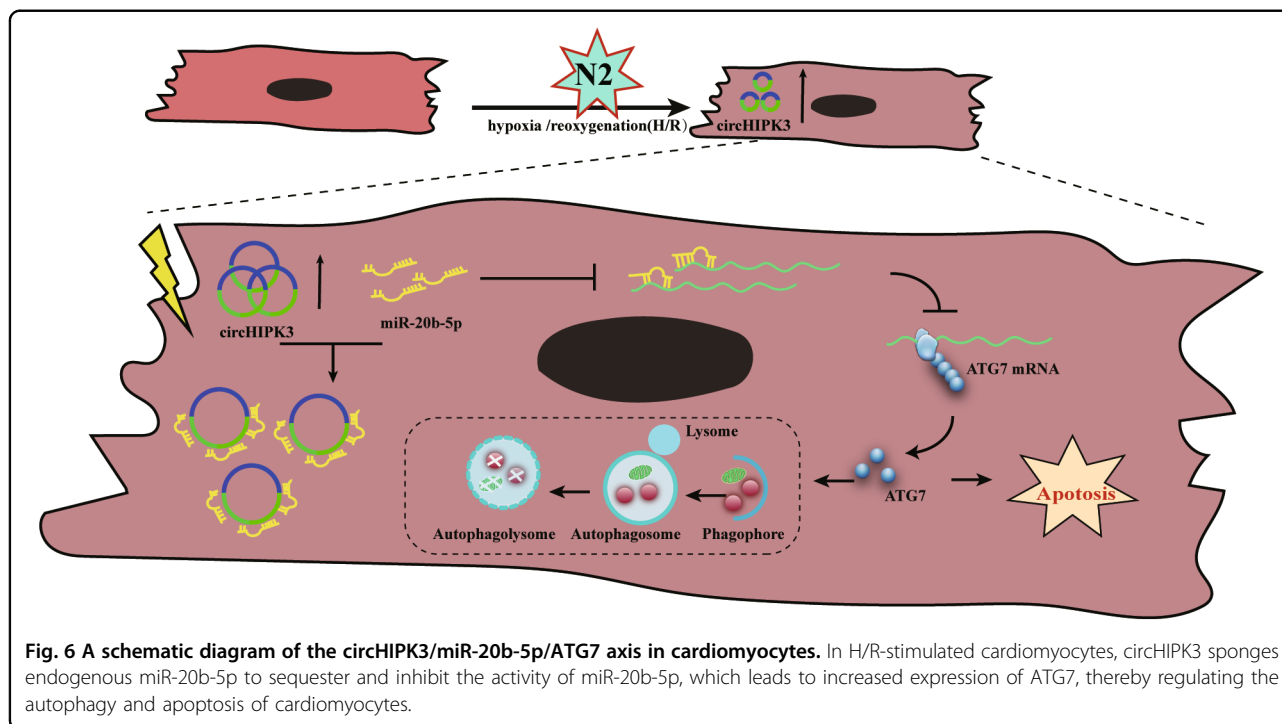 N2
hypoxia /reoxygenation(H/R)
circHIPK3
circHIPK3
miR-20b-5p
ATG7 mRNA
Lysome
ATG7
Apotosis
Autophagolysome
Autophagosome
Phagophore
Fig. 6 A schematic diagram of the circHIPK3/miR-20b-5p/ATG7 axis in cardiomyocytes. In H/R-stimulated cardiomyocytes, circHIPK3 sponges
endogenous miR-20b-5p to sequester and inhibit the activity of miR-20b-5p, which leads to increased expression of ATG7, thereby regulating the
autophagy and apoptosis of cardiomyocytes.